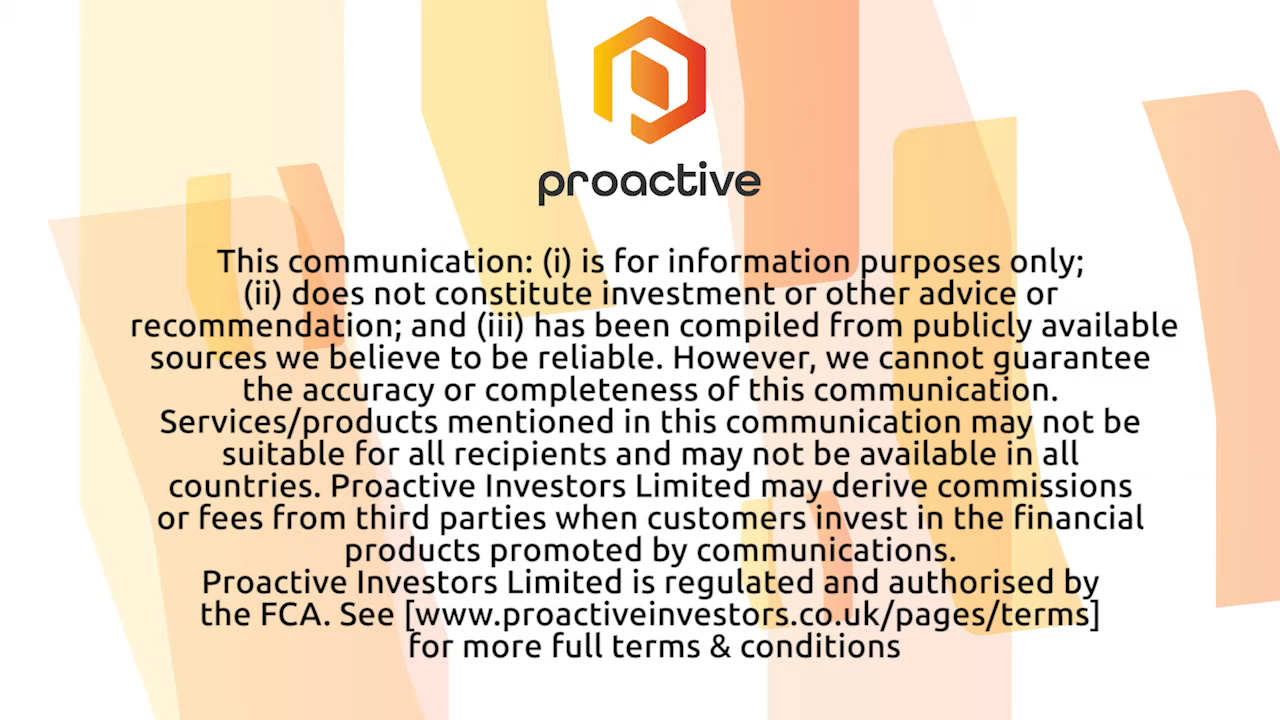 proactive
This communication: (i) is for information purposes only;
(ii) does not constitute investment or other advice or
recommendation; and (iii) has been compiled from publicly available
sources we believe to be reliable. However, we cannot guarantee
the accuracy or completeness of this communication.
Services/products mentioned in this communication may not be
suitable for all recipients and may not be available in all
countries. Proactive Investors Limited may derive commissions
or fees from third parties when customers invest in the financial
products promoted by communications.
Proactive Investors Limited is regulated and authorised by
the FCA. See [www.proactiveinvestors.co.uk/pages/terms]
for more full terms & conditions